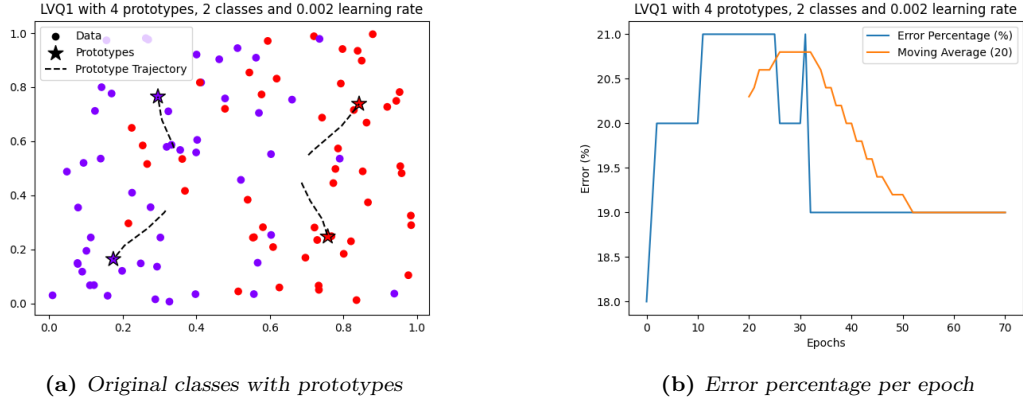 LVQ1 with 4 prototypes, 2 classes and 0.002 learning rate
1.0
0.8
0.6
0.4
0.2
0.0
0.0 0.2 0.4 0.6 0.8 1.0
Data
Prototypes
Prototype Trajectory
(a) Original classes with prototypes
LVQ1 with 4 prototypes, 2 classes and 0.002 learning rate
21.0
20.5
20.0
19.5
19.0
18.5
18.0
Error (%)
0 10 20 30 40 50 60 70
Epochs
Error Percentage (%)
Moving Average (20)
(b) Error percentage per epoch